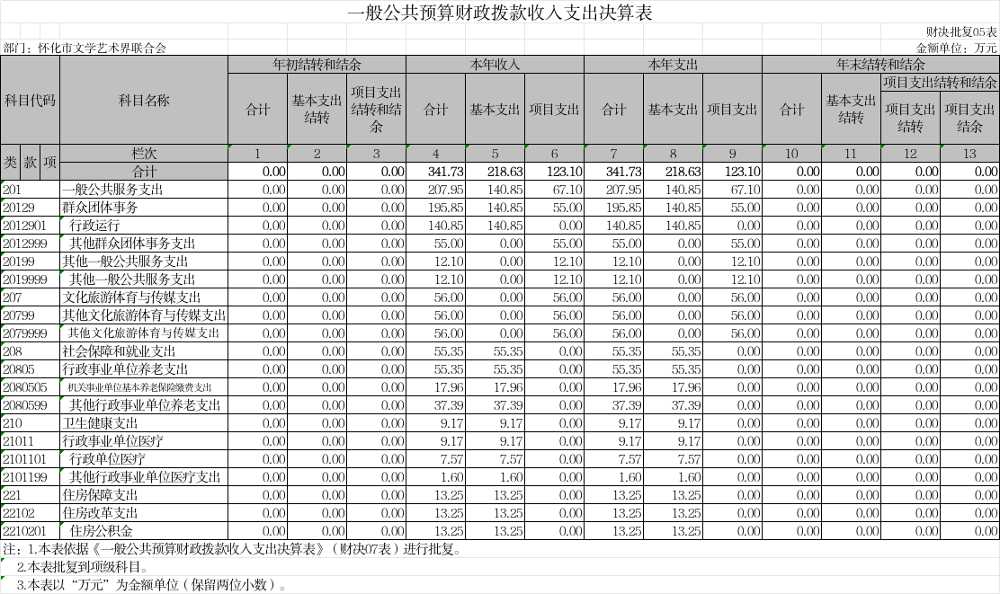 一般公共预算财政拨款收入支出决算表
财决批复05表
部门：怀化市文学艺术界联合会 金额单位：万元
科目代码 科目名称 年初结转和结余 本年收入 本年支出 年末结转和结余
合计 基本支出结转 项目支出结转和结余 合计 基本支出 项目支出 合计 基本支出 项目支出 合计 基本支出结转 项目支出结转和结余
项目支出结转 项目支出结余
类 款 项 栏次 1 2 3 4 5 6 7 8 9 10 11 12 13
合计 0.00 0.00 0.00 341.73 218.63 123.10 341.73 218.63 123.10 0.00 0.00 0.00 0.00
201 一般公共服务支出 0.00 0.00 0.00 207.95 140.85 67.10 207.95 140.85 67.10 0.00 0.00 0.00 0.00
20129 群众团体事务 0.00 0.00 0.00 195.85 140.85 55.00 195.85 140.85 55.00 0.00 0.00 0.00 0.00
2012901 行政运行 0.00 0.00 0.00 140.85 140.85 0.00 140.85 140.85 0.00 0.00 0.00 0.00 0.00
2012999 其他群众团体事务支出 0.00 0.00 0.00 55.00 0.00 55.00 55.00 0.00 55.00 0.00 0.00 0.00 0.00
20199 其他一般公共服务支出 0.00 0.00 0.00 12.10 0.00 12.10 12.10 0.00 12.10 0.00 0.00 0.00 0.00
2019999 其他一般公共服务支出 0.00 0.00 0.00 12.10 0.00 12.10 12.10 0.00 12.10 0.00 0.00 0.00 0.00
207 文化旅游体育与传媒支出 0.00 0.00 0.00 56.00 0.00 56.00 56.00 0.00 56.00 0.00 0.00 0.00 0.00
20799 其他文化旅游体育与传媒支出 0.00 0.00 0.00 56.00 0.00 56.00 56.00 0.00 56.00 0.00 0.00 0.00 0.00
2079999 其他文化旅游体育与传媒支出 0.00 0.00 0.00 56.00 0.00 56.00 56.00 0.00 56.00 0.00 0.00 0.00 0.00
208 社会保障和就业支出 0.00 0.00 0.00 55.35 55.35 0.00 55.35 55.35 0.00 0.00 0.00 0.00 0.00
20805 行政事业单位养老支出 0.00 0.00 0.00 55.35 55.35 0.00 55.35 55.35 0.00 0.00 0.00 0.00 0.00
2080505 机关事业单位基本养老保险缴费支出 0.00 0.00 0.00 17.96 17.96 0.00 17.96 17.96 0.00 0.00 0.00 0.00 0.00
2080599 其他行政事业单位养老支出 0.00 0.00 0.00 37.39 37.39 0.00 37.39 37.39 0.00 0.00 0.00 0.00 0.00
210 卫生健康支出 0.00 0.00 0.00 9.17 9.17 0.00 9.17 9.17 0.00 0.00 0.00 0.00 0.00
21011 行政事业单位医疗 0.00 0.00 0.00 9.17 9.17 0.00 9.17 9.17 0.00 0.00 0.00 0.00 0.00
2101101 行政单位医疗 0.00 0.00 0.00 7.57 7.57 0.00 7.57 7.57 0.00 0.00 0.00 0.00 0.00
2101199 其他行政事业单位医疗支出 0.00 0.00 0.00 1.60 1.60 0.00 1.60 1.60 0.00 0.00 0.00 0.00 0.00
221 住房保障支出 0.00 0.00 0.00 13.25 13.25 0.00 13.25 13.25 0.00 0.00 0.00 0.00 0.00
22102 住房改革支出 0.00 0.00 0.00 13.25 13.25 0.00 13.25 13.25 0.00 0.00 0.00 0.00 0.00
2210201 住房公积金 0.00 0.00 0.00 13.25 13.25 0.00 13.25 13.25 0.00 0.00 0.00 0.00 0.00
注：1.本表依据《一般公共预算财政拨款收入支出决算表》（财决07表）进行批复。
2.本表批复到项级科目。
3.本表以“万元”为金额单位（保留两位小数）。